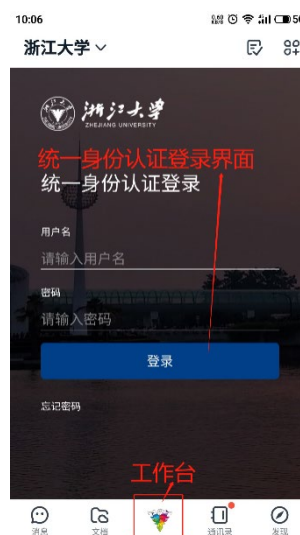 10:06
浙江大学
浙江大学
ZHEJIANG UNIVERSITY
统一身份认证登录界面
统一身份认证登录
用户名
请输入用户名
密码
请输入密码
登录
忘记密码
工作台
消息
文档
通讯录
发现